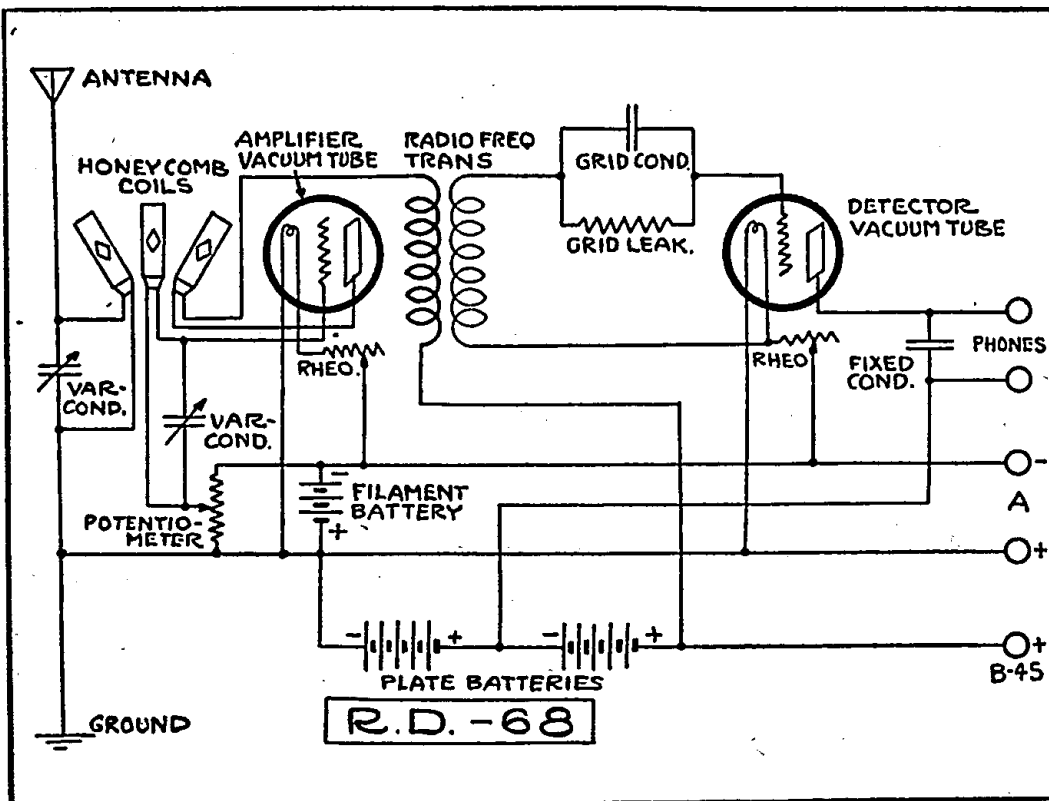 ANTENNA
HONEYCOMB
COILS
AMPLIFIER
VACUUM TUBE
RADIO FREQ
TRANS
GRID COND.
GRID LEAK.
DETECTOR
VACUUM TUBE
VAR-
COND.
VAR-
COND.
RHEO.
RHEO
FIXED
COND.
PHONES
POTENTIO-
METER
-
FILAMENT
BATTERY
+
-
A
+
- +
- +
PLATE BATTERIES
+
B-45
GROUND
R.D.-68